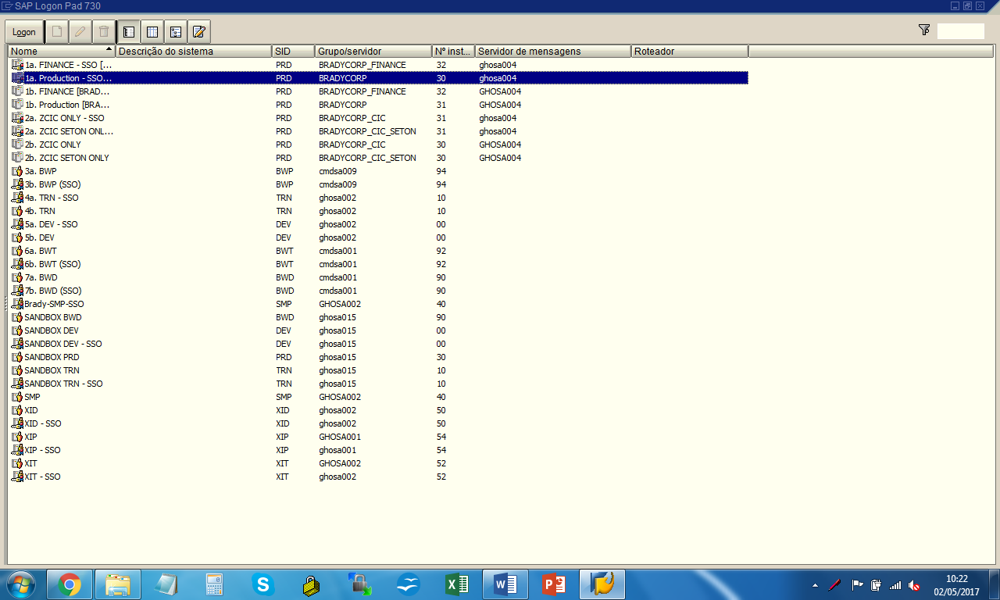 SAP Logon Pad 730
Logon
Nome Descrição do sistema SID Grupo/servidor Nº inst... Servidor de mensagens Roteador
1a. FINANCE - SSO [... PRD BRADYCORP_FINANCE 32 ghosa004
1a. Production - SSO... PRD BRADYCORP 30 ghosa004
1b. FINANCE [BRAD... PRD BRADYCORP_FINANCE 32 GHOSA004
1b. Production [BRA... PRD BRADYCORP 31 GHOSA004
2a. ZCIC ONLY - SSO PRD BRADYCORP_CIC 31 ghosa004
2a. ZCIC SETON ONL... PRD BRADYCORP_CIC_SETON 31 ghosa004
2b. ZCIC ONLY PRD BRADYCORP_CIC 30 GHOSA004
2b. ZCIC SETON ONLY PRD BRADYCORP_CIC_SETON 30 GHOSA004
3a. BWP BWP cmdsa009 94
3b. BWP (SSO) BWP cmdsa009 94
4a. TRN - SSO TRN ghosa002 10
4b. TRN TRN ghosa002 10
5a. DEV - SSO DEV ghosa002 00
5b. DEV DEV ghosa002 00
6a. BWT BWT cmdsa001 92
6b. BWT (SSO) BWT cmdsa001 92
7a. BWD BWD cmdsa001 90
7b. BWD (SSO) BWD cmdsa001 90
Brady-SMP-SSO SMP GHOSA002 40
SANDBOX BWD BWD ghosa015 90
SANDBOX DEV DEV ghosa015 00
SANDBOX DEV - SSO DEV ghosa015 00
SANDBOX PRD PRD ghosa015 30
SANDBOX TRN TRN ghosa015 10
SANDBOX TRN - SSO TRN ghosa015 10
SMP SMP GHOSA002 40
XID XID ghosa002 50
XID - SSO XID ghosa002 50
XIP XIP GHOSA001 54
XIP - SSO XIP ghosa001 54
XIT XIT GHOSA002 52
XIT - SSO XIT ghosa002 52
10:22
02/05/2017